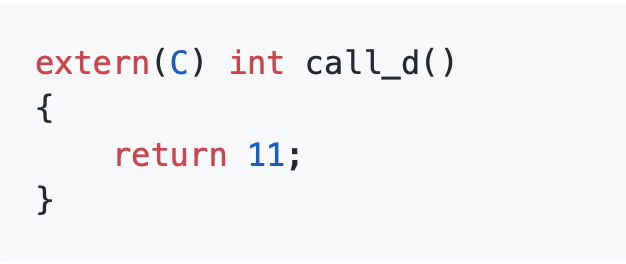 extern(C) int call_d()
{
    return 11;
}